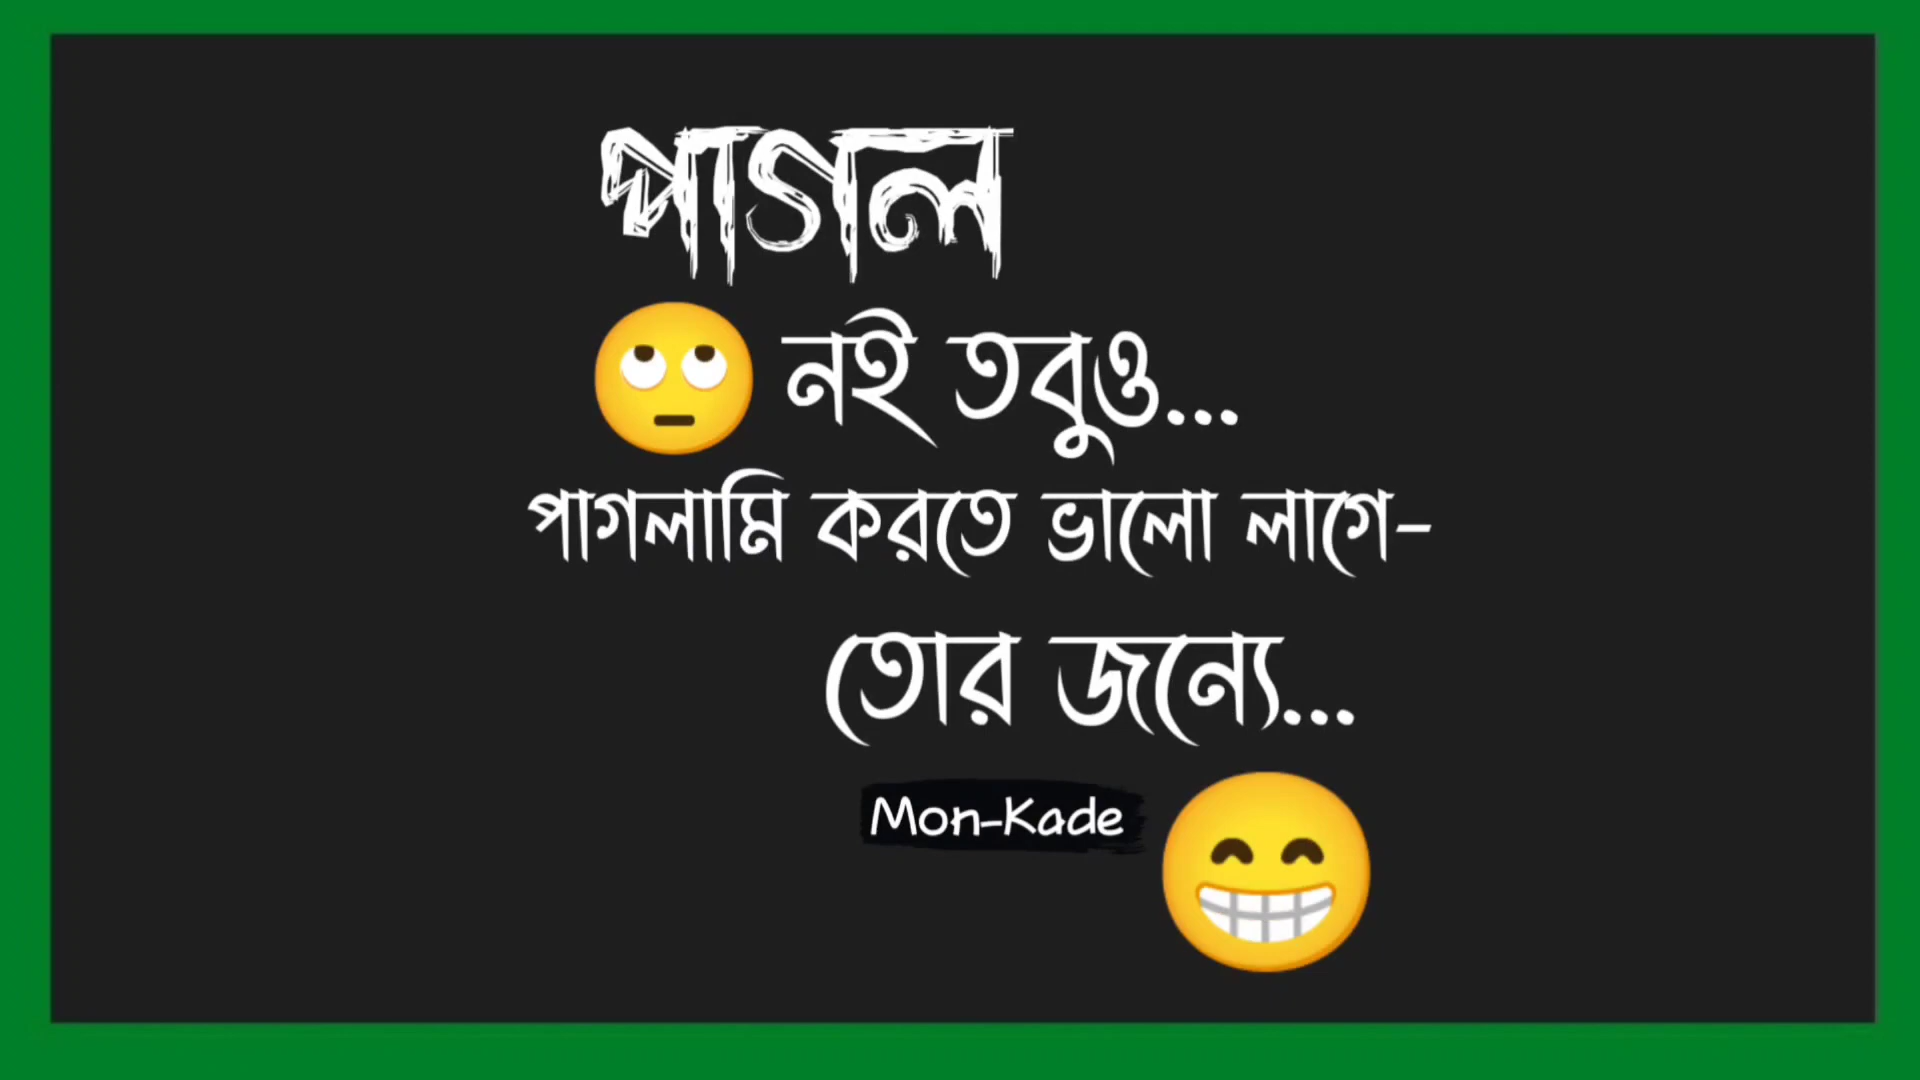 পাগল
🙄 নই তবুও...
পাগলামি করতে ভালো লাগে-
তোর জন্যে...
Mon-Kade 😁